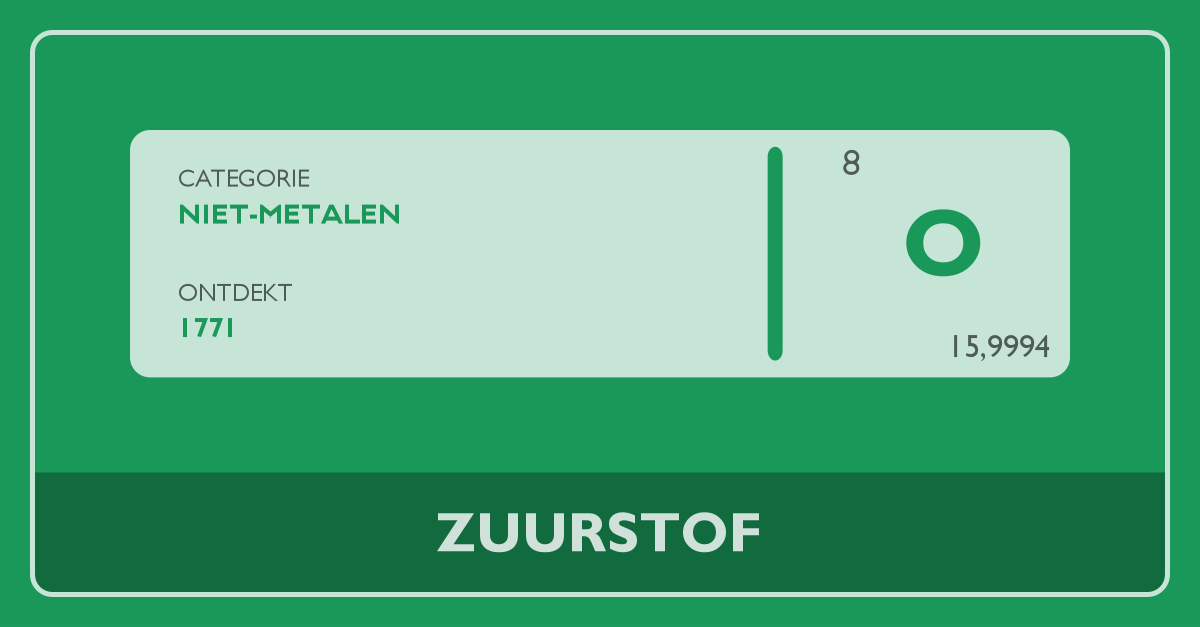 CATEGORIE
NIET-METALEN
ONTDEKT
1771
8
O
15,9994
ZUURSTOF